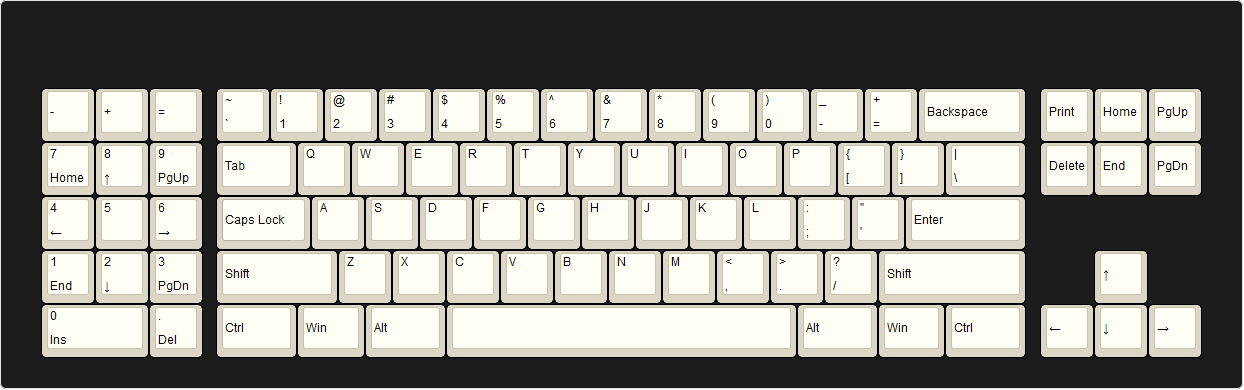 - + = ~ ! @ # $ % ^ & * ( ) _ + Backspace Print Home PgUp
` 1 2 3 4 5 6 7 8 9 0 - =
7 8 9 Tab Q W E R T Y U I O P { } | Delete End PgDn
Home ↑ PgUp [ ] \
4 5 6 Caps Lock A S D F G H J K L : " Enter
← → ; '
1 2 3 Shift Z X C V B N M < > ? Shift ↑
End ↓ PgDn , . /
0 . Ctrl Win Alt Alt Win Ctrl ← ↓ →
Ins Del